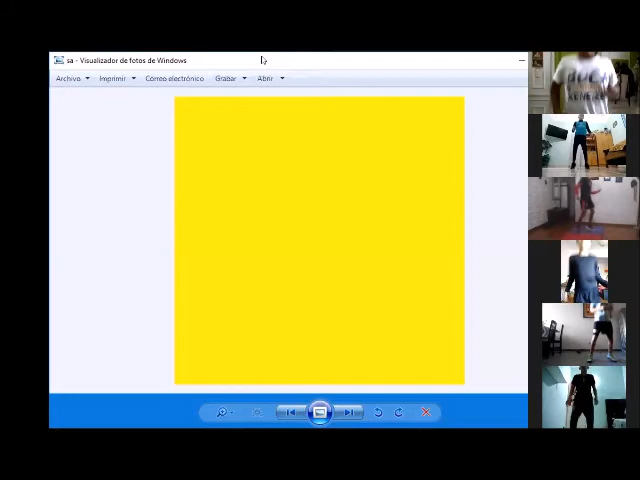 sa - Visualizador de fotos de Windows
Archivo Imprimir Correo electrónico Grabar Abrir